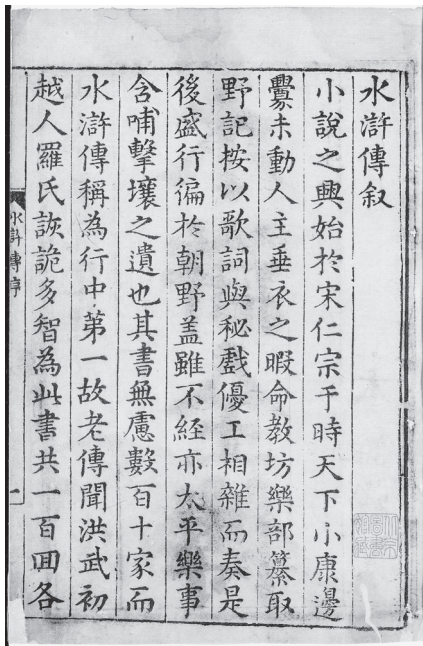 水滸傳叙
小說之興始於宋仁宗于時天下小康邊
釁未動人主垂衣之暇命教坊樂部纂取
野記按以歌詞與秘戲優工相雜而奏是
後盛行徧於朝野盖雖不經亦太平樂事
含哺擊壤之遺也其書無慮數百十家而
水滸傳稱為行中第一故老傳聞洪武初
越人羅氏詼詭多智為此書共一百回各
水滸傳序
一